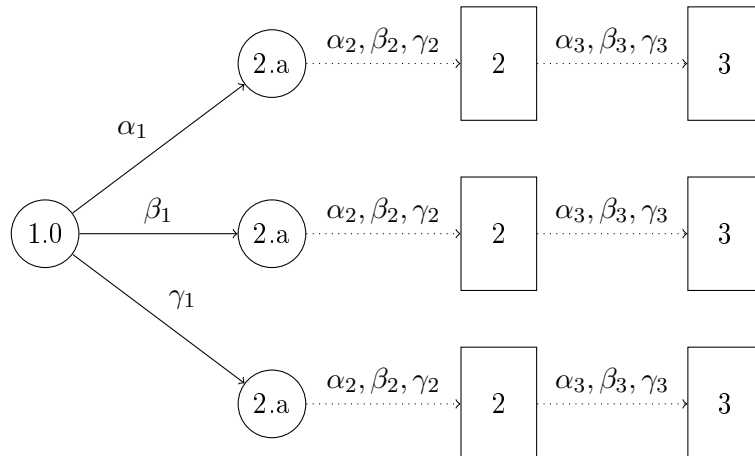 2.a α₂, β₂, γ₂ 2 α₃, β₃, γ₃ 3
α₁
1.0 β₁ 2.a α₂, β₂, γ₂ 2 α₃, β₃, γ₃ 3
γ₁
2.a α₂, β₂, γ₂ 2 α₃, β₃, γ₃ 3